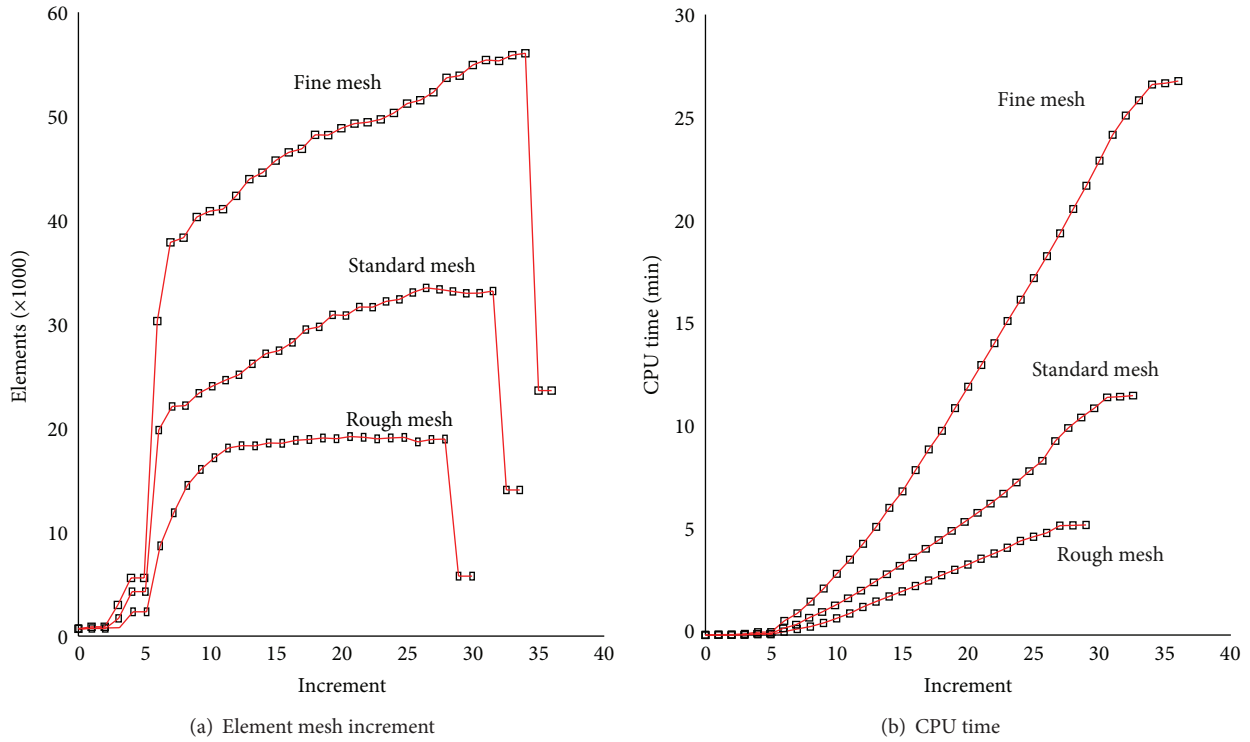 60
50
40
30
20
10
0
Elements (×1000)
Fine mesh
Standard mesh
Rough mesh
0 5 10 15 20 25 30 35 40
Increment
(a) Element mesh increment
30
25
20
15
10
5
0
CPU time (min)
Fine mesh
Standard mesh
Rough mesh
0 5 10 15 20 25 30 35 40
Increment
(b) CPU time